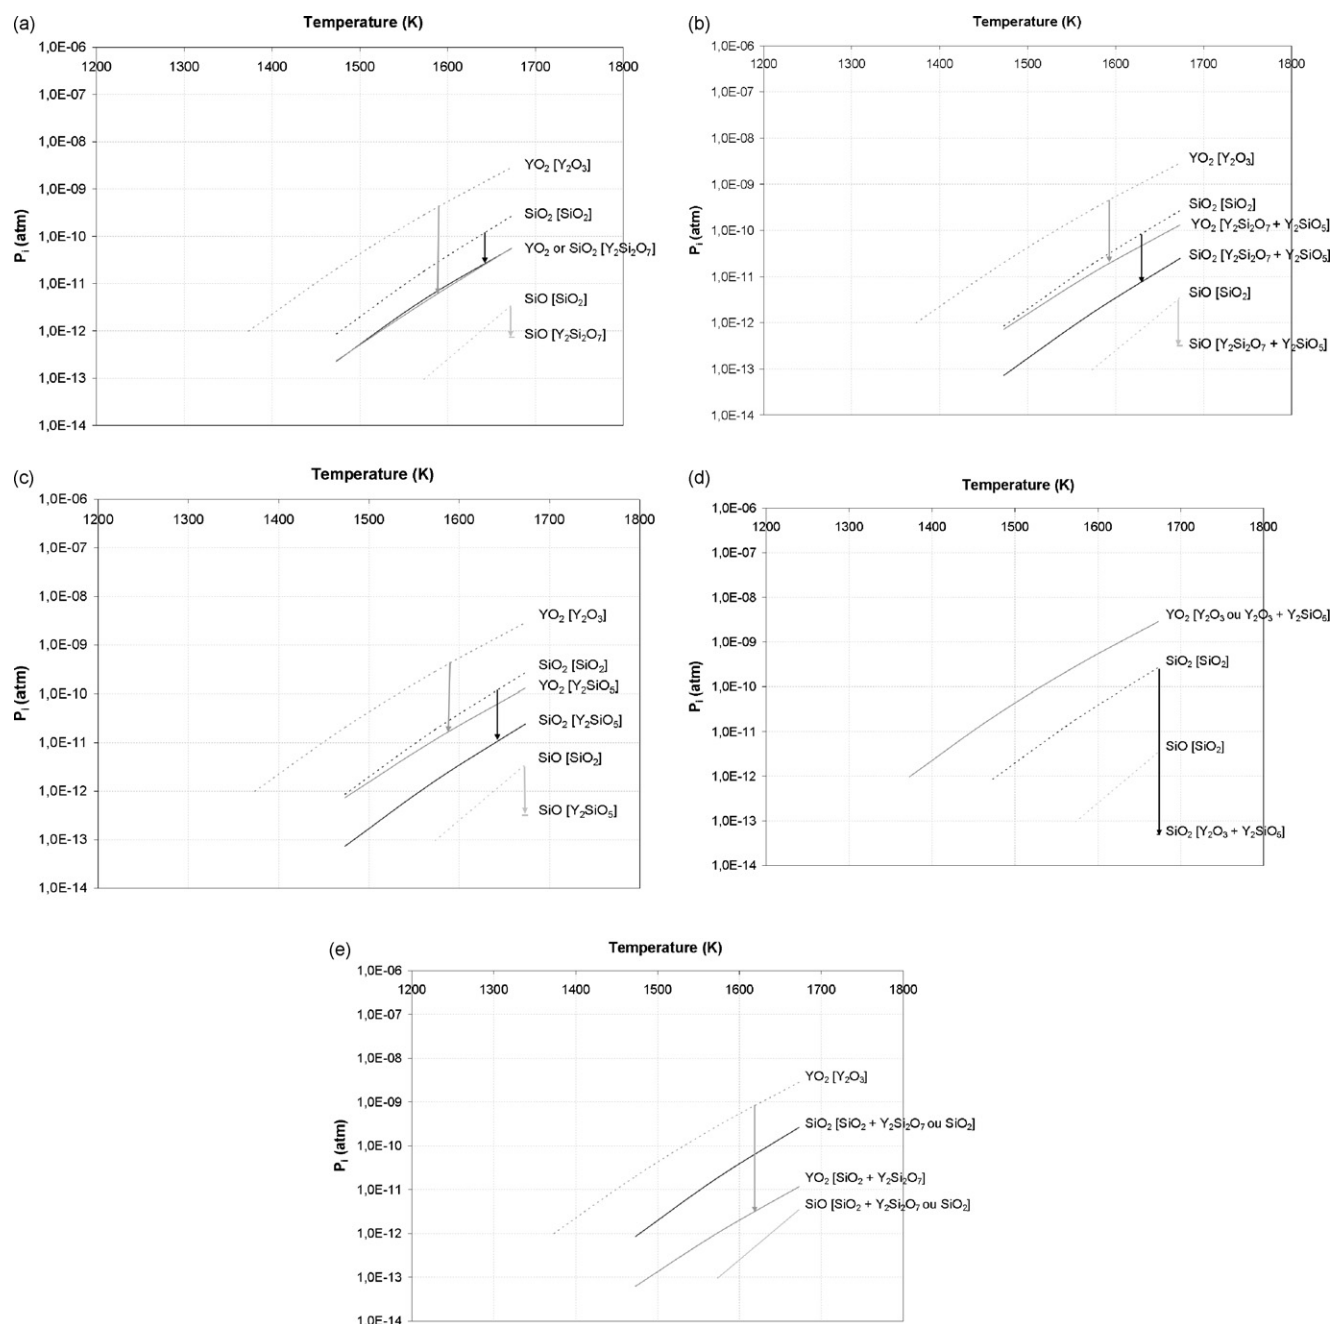 (a)
Temperature (K)
1,0E-06
1200 1300 1400 1500 1600 1700 1800
1,0E-07
1,0E-08
1,0E-09
1,0E-10
1,0E-11
1,0E-12
1,0E-13
1,0E-14
Pi (atm)
YO2 [Y2O3]
SiO2 [SiO2]
YO2 or SiO2 [Y2Si2O7]
SiO [SiO2]
SiO [Y2Si2O7]
(b)
Temperature (K)
1,0E-06
1200 1300 1400 1500 1600 1700 1800
1,0E-07
1,0E-08
1,0E-09
1,0E-10
1,0E-11
1,0E-12
1,0E-13
1,0E-14
Pi (atm)
YO2 [Y2O3]
SiO2 [SiO2]
YO2 [Y2Si2O7 + Y2SiO5]
SiO2 [Y2Si2O7 + Y2SiO5]
SiO [SiO2]
SiO [Y2Si2O7 + Y2SiO5]
(c)
Temperature (K)
1,0E-06
1200 1300 1400 1500 1600 1700 1800
1,0E-07
1,0E-08
1,0E-09
1,0E-10
1,0E-11
1,0E-12
1,0E-13
1,0E-14
Pi (atm)
YO2 [Y2O3]
SiO2 [SiO2]
YO2 [Y2SiO5]
SiO2 [Y2SiO5]
SiO [SiO2]
SiO [Y2SiO5]
(d)
Temperature (K)
1,0E-06
1200 1300 1400 1500 1600 1700 1800
1,0E-07
1,0E-08
1,0E-09
1,0E-10
1,0E-11
1,0E-12
1,0E-13
1,0E-14
Pi (atm)
YO2 [Y2O3 ou Y2O3 + Y2SiO5]
SiO2 [SiO2]
SiO [SiO2]
SiO2 [Y2O3 + Y2SiO5]
(e)
Temperature (K)
1,0E-06
1200 1300 1400 1500 1600 1700 1800
1,0E-07
1,0E-08
1,0E-09
1,0E-10
1,0E-11
1,0E-12
1,0E-13
1,0E-14
Pi (atm)
YO2 [Y2O3]
SiO2 [SiO2 + Y2Si2O7 ou SiO2]
YO2 [SiO2 + Y2Si2O7]
SiO [SiO2 + Y2Si2O7 ou SiO2]